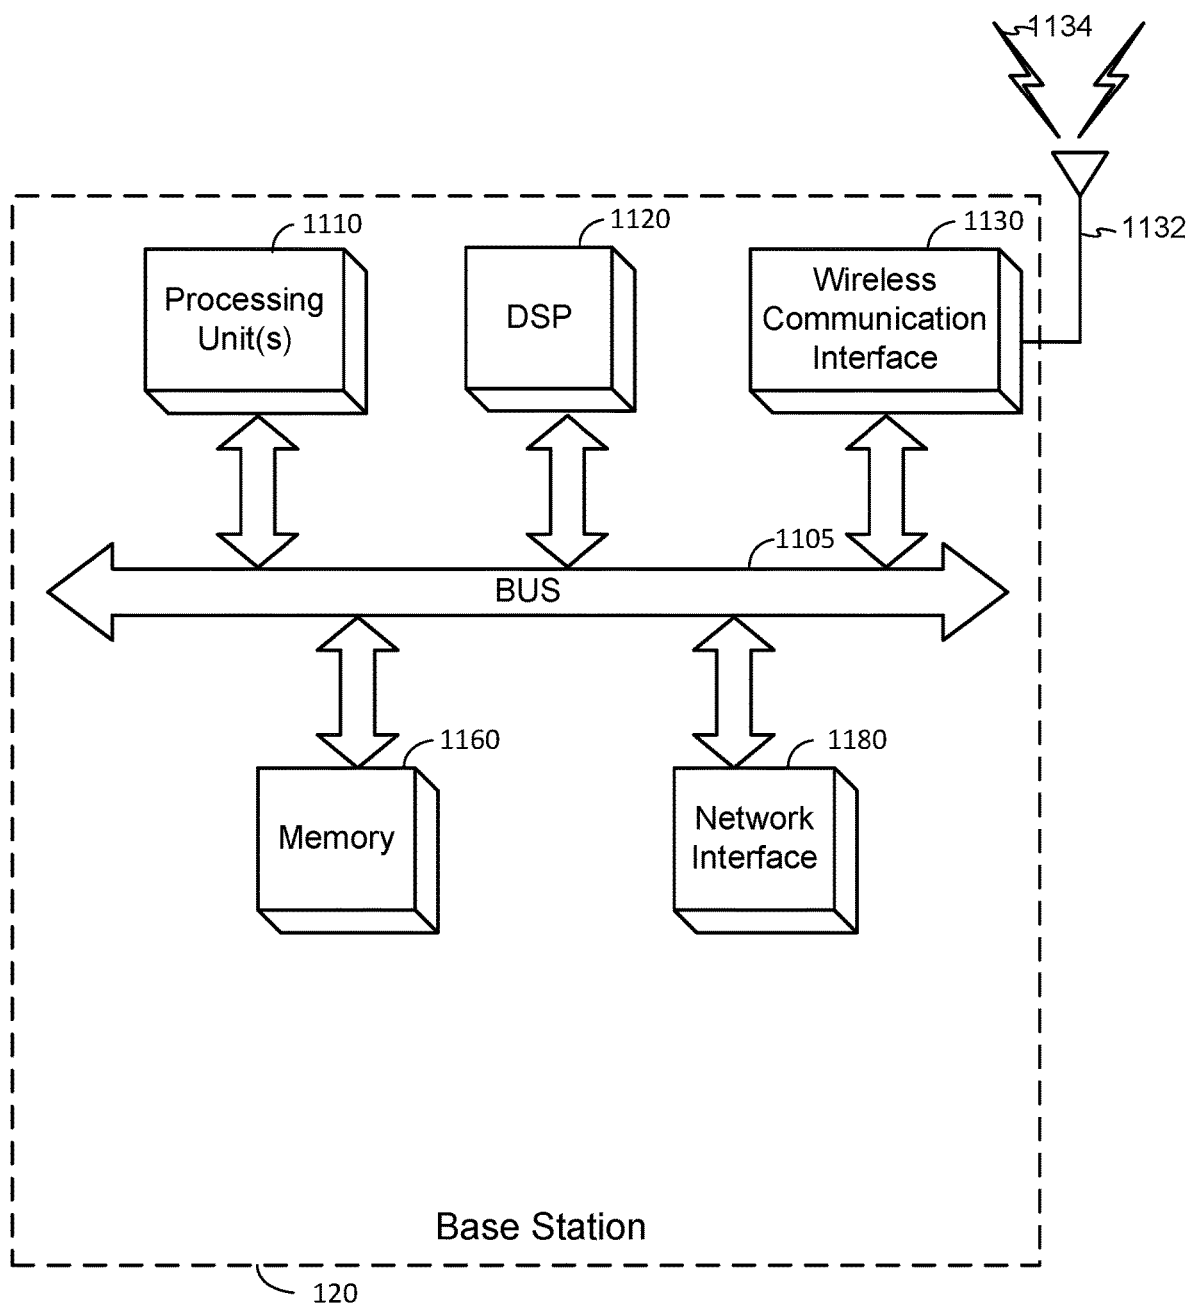 1134
1132
1110
1120
1130
Processing
Unit(s)
DSP
Wireless
Communication
Interface
1105
BUS
1160
1180
Memory
Network
Interface
Base Station
120